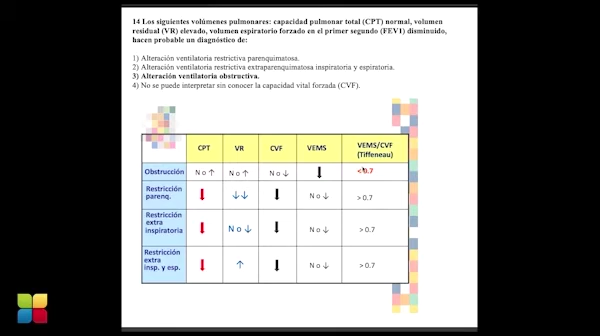 14 Los siguientes volúmenes pulmonares: capacidad pulmonar total (CPT) normal, volumen
residual (VR) elevado, volumen espiratorio forzado en el primer segundo (FEV1) disminuido,
hacen probable un diagnóstico de:
1) Alteración ventilatoria restrictiva parenquimatosa.
2) Alteración ventilatoria restrictiva extraparenquimatosa inspiratoria y espiratoria.
3) Alteración ventilatoria obstructiva.
4) No se puede interpretar sin conocer la capacidad vital forzada (CVF).
CPT VR CVF VEMS VEMS/CVF
(Tiffeneau)
Obstrucción N o ↑ N o ↑ N o ↓ ↓ < 0.7
Restricción
parenq. ↓ ↓↓ ↓ N o ↓ > 0.7
Restricción
extra
inspiratoria ↓ N o ↓ ↓ N o ↓ > 0.7
Restricción
extra
insp. y esp. ↓ ↑ ↓ N o ↓ > 0.7